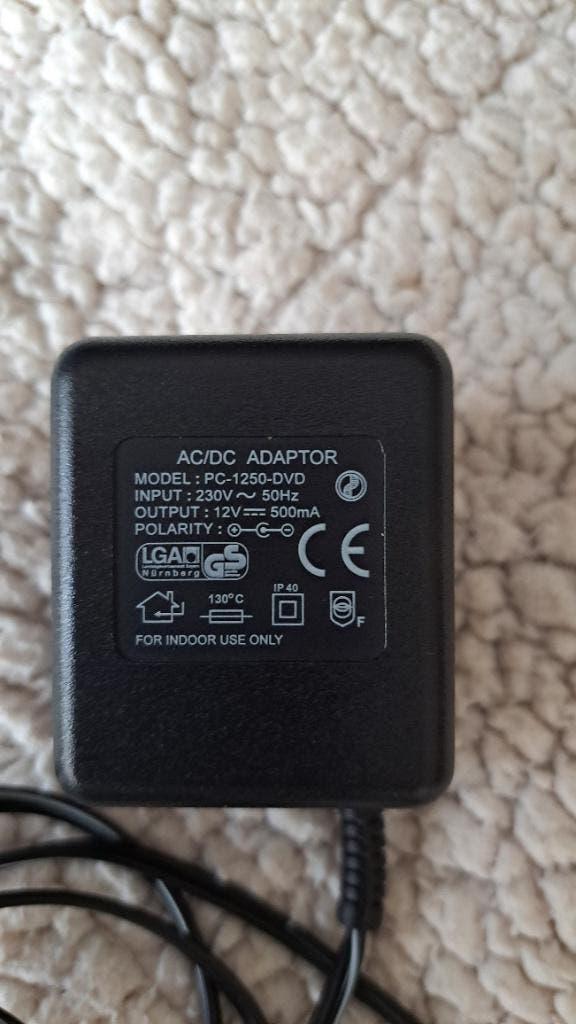 AC/DC ADAPTOR
MODEL : PC-1250-DVD
INPUT : 230V ~ 50Hz
OUTPUT : 12V ⎓ 500mA
POLARITY :
LGA GS
Nürnberg
CE
130°C
IP 40
F
FOR INDOOR USE ONLY